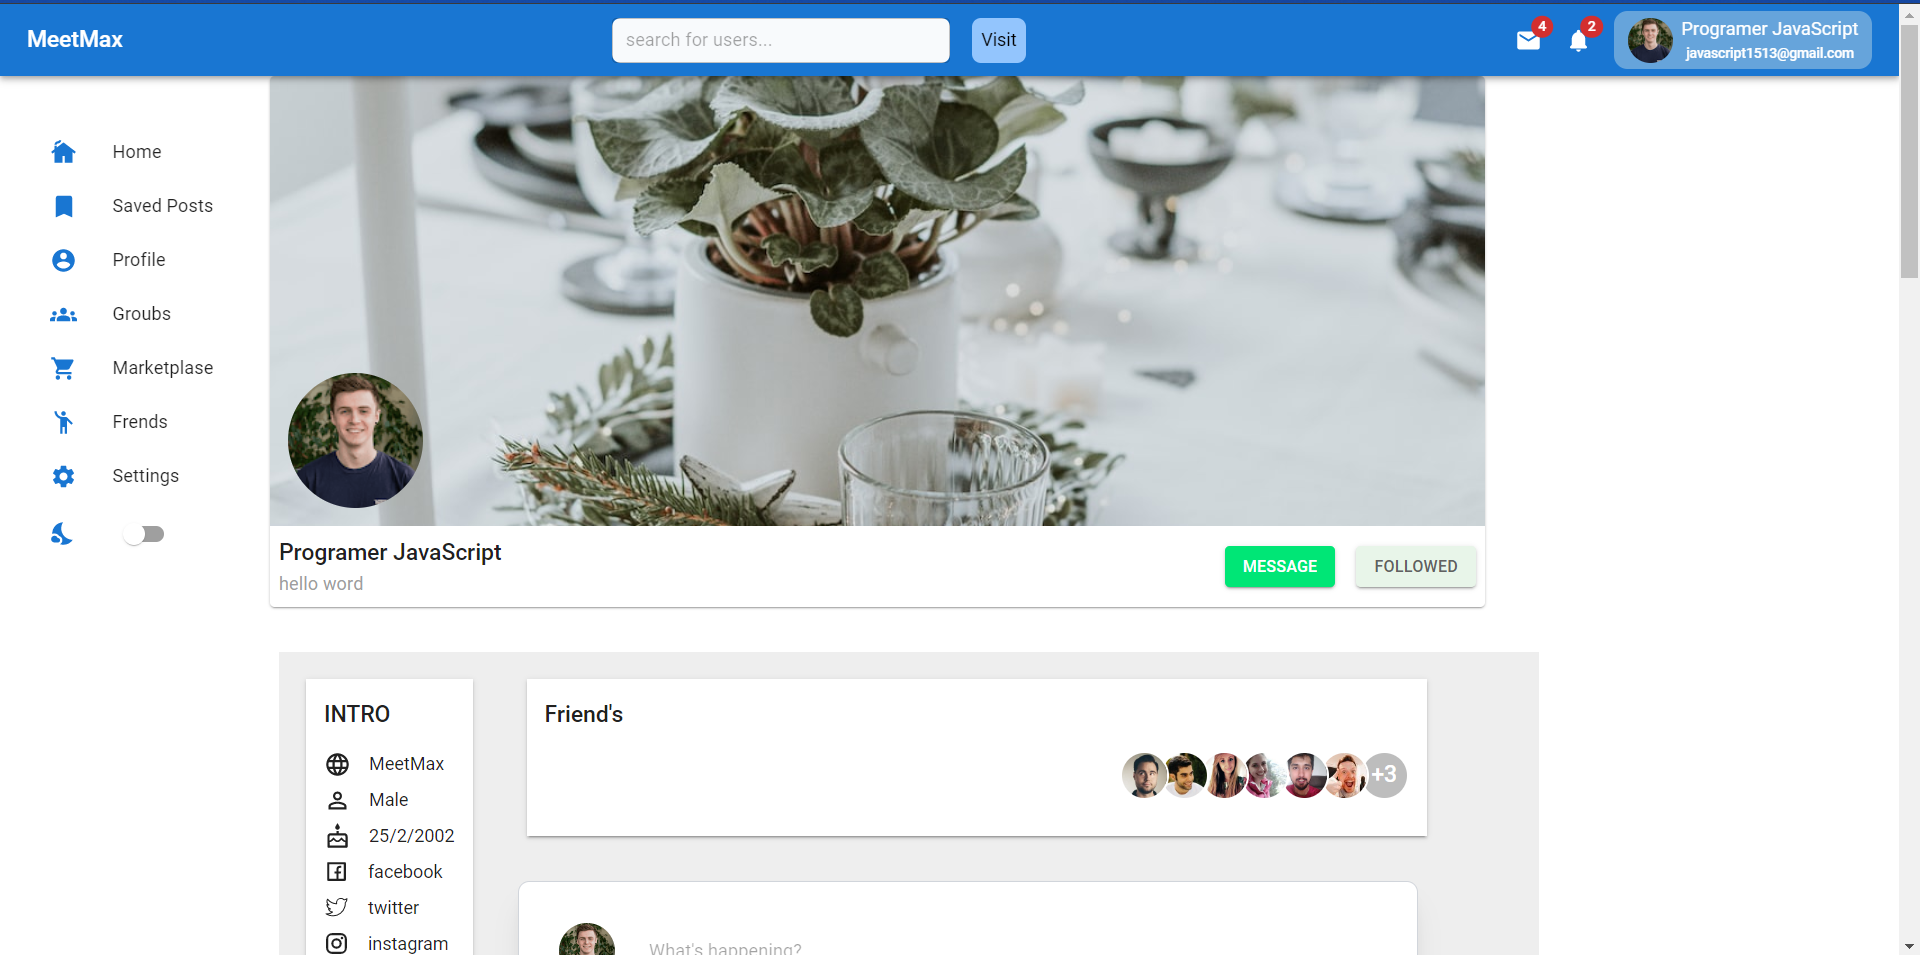 MeetMax
search for users...
Visit
4
2
Programer JavaScript
javascript1513@gmail.com
Home
Saved Posts
Profile
Groubs
Marketplase
Frends
Settings
Programer JavaScript
hello word
MESSAGE
FOLLOWED
INTRO
MeetMax
Male
25/2/2002
facebook
twitter
instagram
Friend's
+3
What's happening?